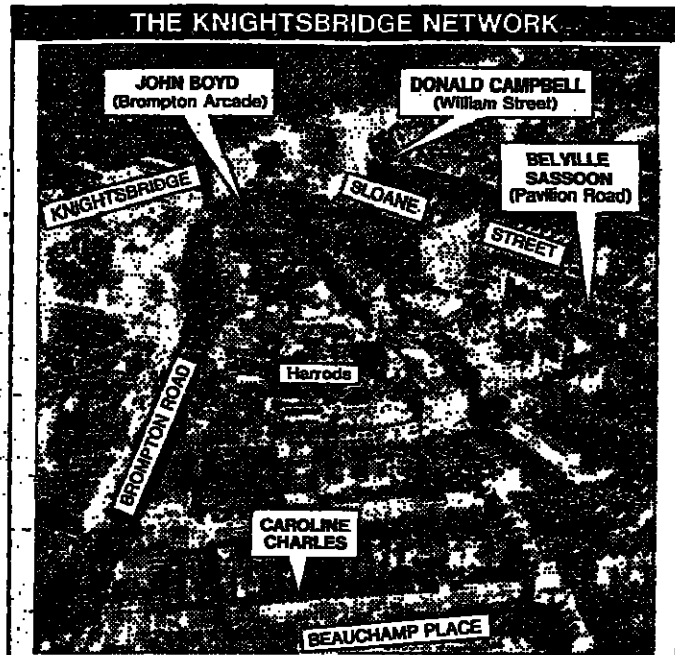 THE KNIGHTSBRIDGE NETWORK
JOHN BOYD
(Brompton Arcade)
DONALD CAMPBELL
(William Street)
BELVILLE
SASSOON
(Pavilion Road)
KNIGHTSBRIDGE
SLOANE
STREET
Harrods
BROMPTON ROAD
CAROLINE
CHARLES
BEAUCHAMP PLACE